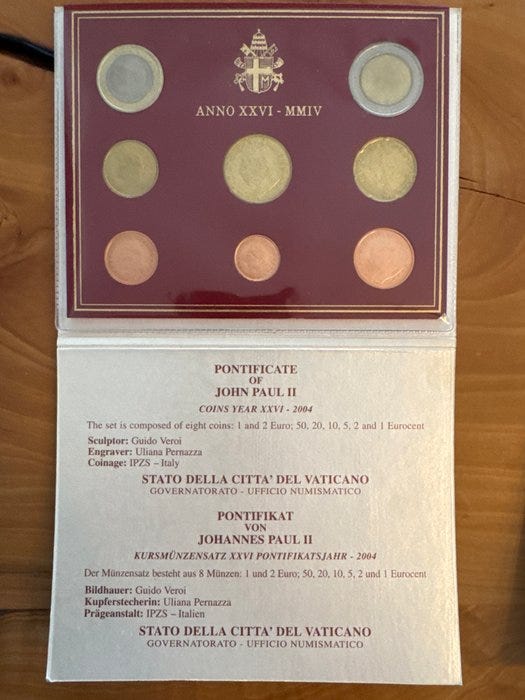 ANNO XXVI - MMIV
PONTIFICATE
OF
JOHN PAUL II
COINS YEAR XXVI - 2004
The set is composed of eight coins: 1 and 2 Euro; 50, 20, 10, 5, 2 and 1 Eurocent
Sculptor: Guido Veroi
Engraver: Uliana Pernazza
Coinage: IPZS – Italy
STATO DELLA CITTA' DEL VATICANO
GOVERNATORATO - UFFICIO NUMISMATICO
PONTIFIKAT
VON
JOHANNES PAUL II
KURSMÜNZENSATZ XXVI PONTIFIKATSJAHR - 2004
Der Münzensatz besteht aus 8 Münzen: 1 und 2 Euro; 50, 20, 10, 5, 2 und 1 Eurocent
Bildhauer: Guido Veroi
Kupferstecherin: Uliana Pernazza
Prägeanstalt: IPZS – Italien
STATO DELLA CITTA' DEL VATICANO
GOVERNATORATO - UFFICIO NUMISMATICO